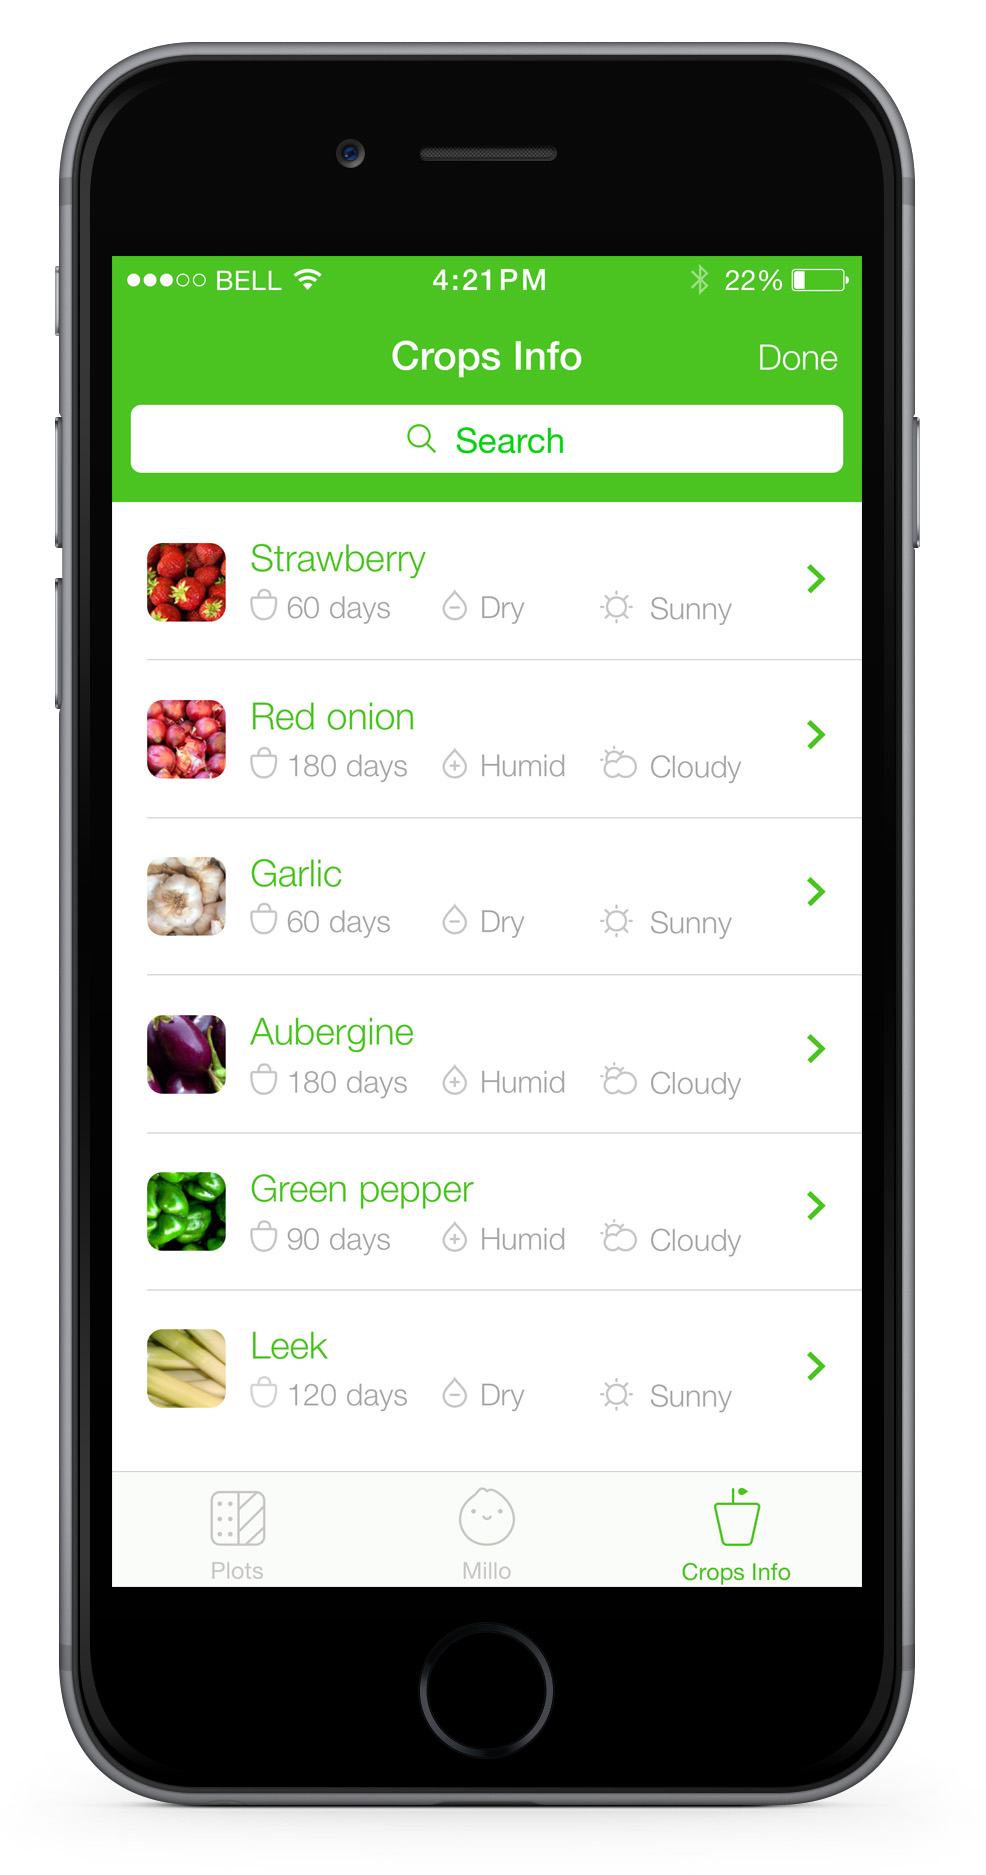 BELL 4:21PM 22%
Crops Info Done
Search
Strawberry
60 days Dry Sunny
Red onion
180 days Humid Cloudy
Garlic
60 days Dry Sunny
Aubergine
180 days Humid Cloudy
Green pepper
90 days Humid Cloudy
Leek
120 days Dry Sunny
Plots Millo Crops Info